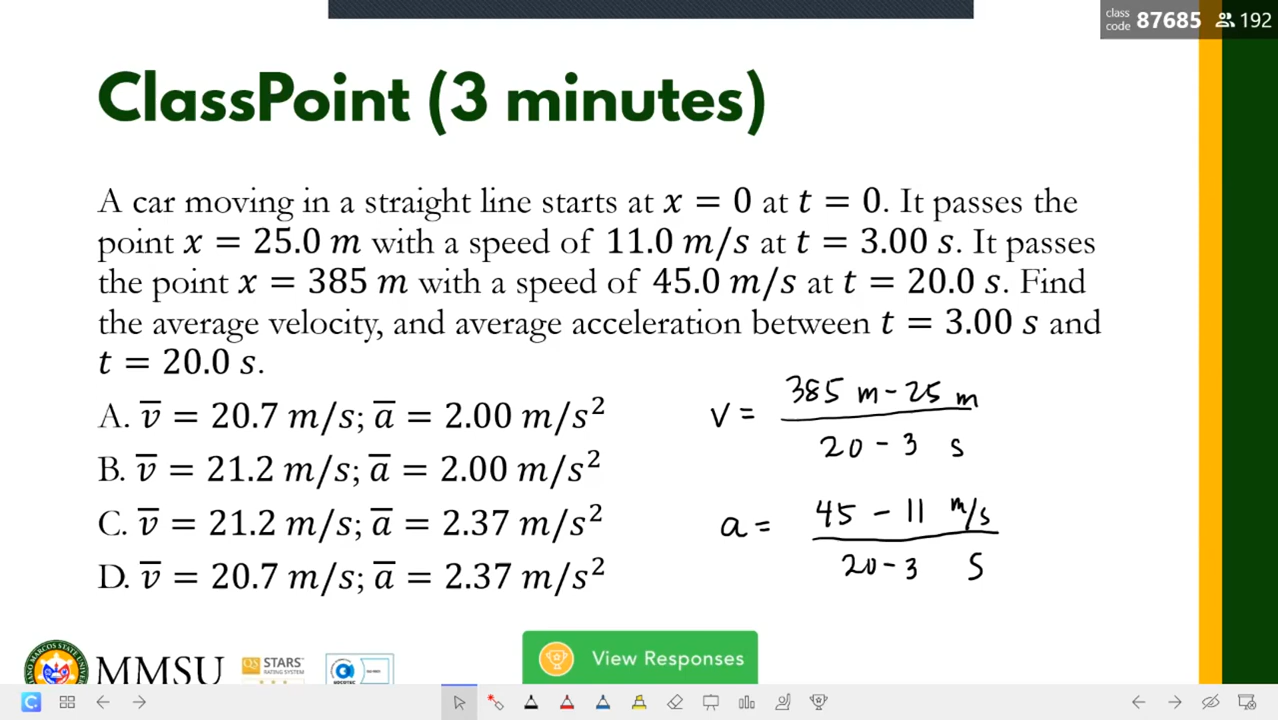 class code 87685 192
ClassPoint (3 minutes)
A car moving in a straight line starts at x = 0 at t = 0. It passes the
point x = 25.0 m with a speed of 11.0 m/s at t = 3.00 s. It passes
the point x = 385 m with a speed of 45.0 m/s at t = 20.0 s. Find
the average velocity, and average acceleration between t = 3.00 s and
t = 20.0 s.
A. v̅ = 20.7 m/s; a̅ = 2.00 m/s²
B. v̅ = 21.2 m/s; a̅ = 2.00 m/s²
C. v̅ = 21.2 m/s; a̅ = 2.37 m/s²
D. v̅ = 20.7 m/s; a̅ = 2.37 m/s²
385 m - 25 m
v =
20 - 3 s
45 - 11 m/s
a =
20 - 3 s
MMSU
QS STARS
RATING SYSTEM
View Responses